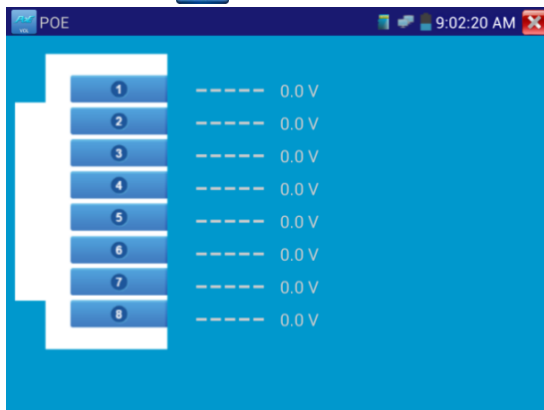 POE 9:02:20 AM
1 ----- 0.0 V
2 ----- 0.0 V
3 ----- 0.0 V
4 ----- 0.0 V
5 ----- 0.0 V
6 ----- 0.0 V
7 ----- 0.0 V
8 ----- 0.0 V